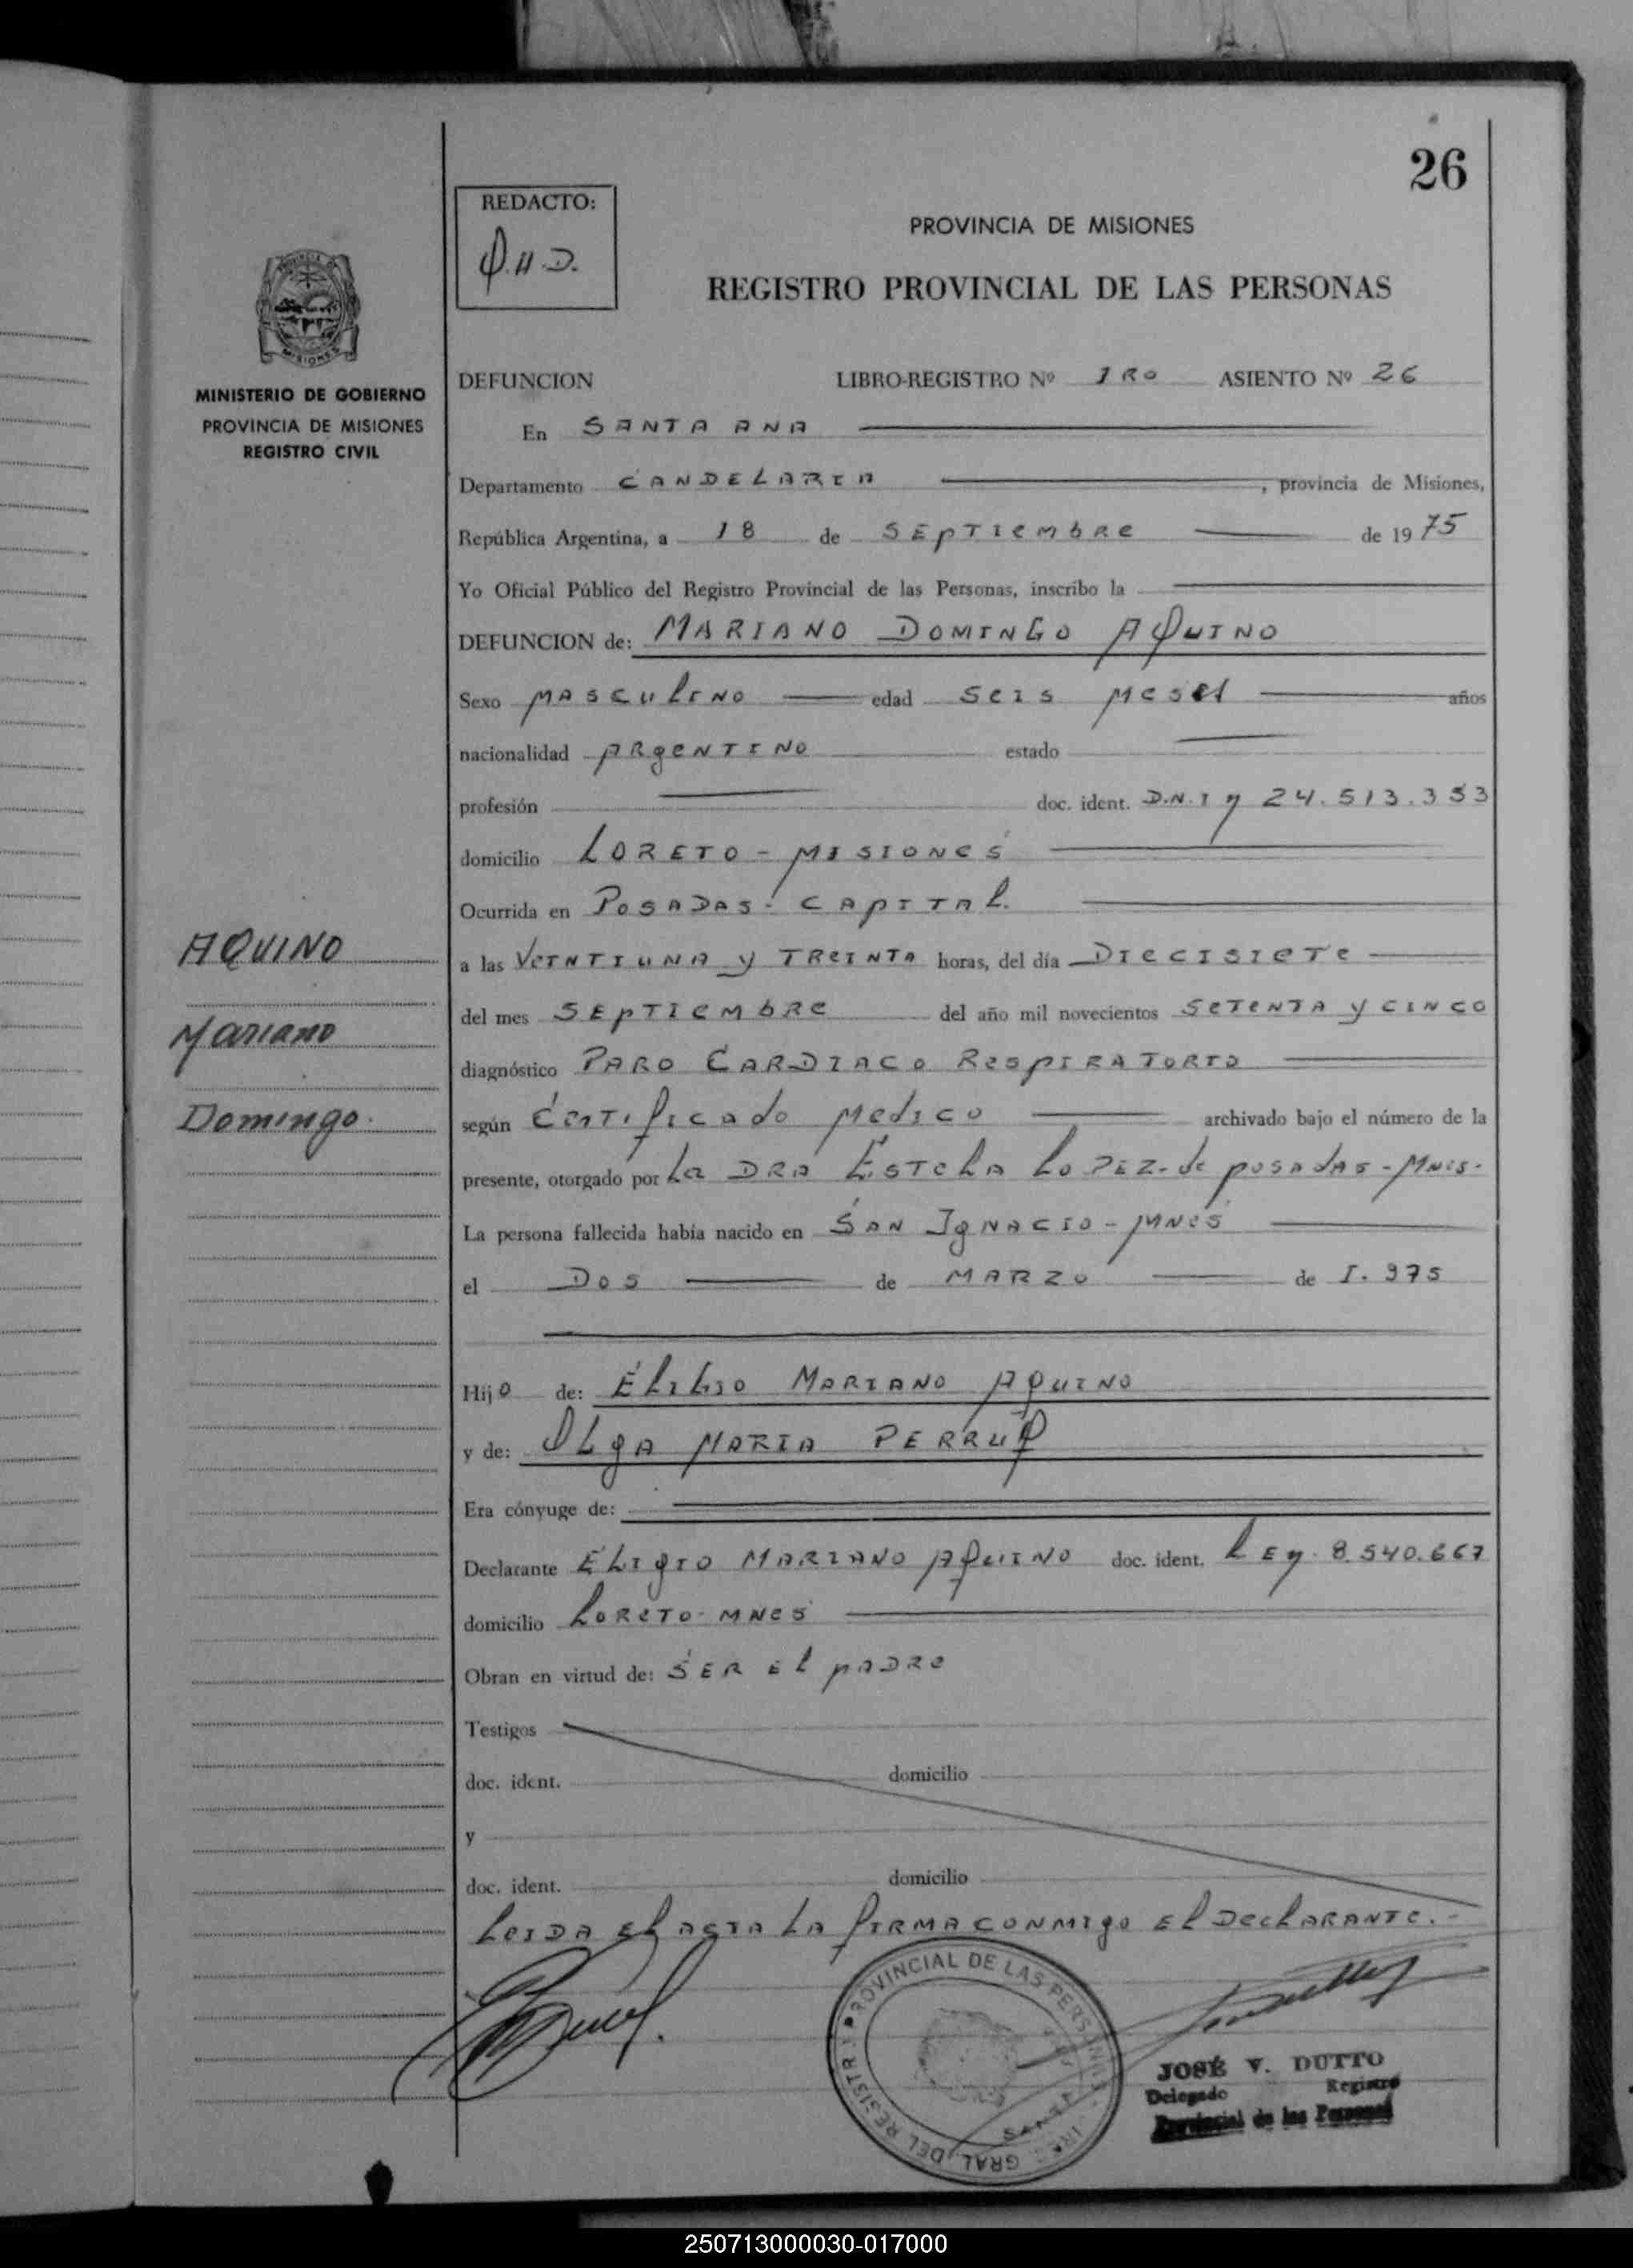 26
REDACTO:
Q.H.D.
PROVINCIA DE MISIONES
REGISTRO PROVINCIAL DE LAS PERSONAS
MISIONES
MINISTERIO DE GOBIERNO
PROVINCIA DE MISIONES
REGISTRO CIVIL
DEFUNCION LIBRO-REGISTRO Nº 1RO ASIENTO Nº 26
En SANTA ANA
Departamento CANDELARIA, provincia de Misiones,
República Argentina, a 18 de SEPTIEMBRE de 1975
Yo Oficial Público del Registro Provincial de las Personas, inscribo la
DEFUNCION de: MARIANO DOMINGO AQUINO
Sexo MASCULINO edad SEIS MESES años
nacionalidad ARGENTINO estado
profesión doc. ident. D.N.I y 24.513.353
domicilio LORETO - MISIONES
Ocurrida en POSADAS - CAPITAL.
a las VEINTIUNA y TREINTA horas, del día DIECISIETE
del mes SEPTIEMBRE del año mil novecientos SETENTA y CINCO
diagnóstico PARO CARDIACO RESPIRATORIO
según Certificado Medico archivado bajo el número de la
presente, otorgado por La DRA ESTELA LOPEZ - de POSADAS - MNES.
La persona fallecida había nacido en SAN IGNACIO - MNES
el DOS de MARZO de 1.975
Hijo de: ELIGIO MARIANO AQUINO
y de: OLGA MARIA PERRUQ
Era cónyuge de:
Declarante ELIGIO MARIANO AQUINO doc. ident. L E y. 8.540.667
domicilio LORETO - MNES
Obran en virtud de: SER EL PADRE
Testigos
doc. ident. domicilio
y
doc. ident. domicilio
LEIDA EL ACTA LA FIRMA CONMIGO EL DECLARANTE.-
AQUINO
Mariano
Domingo.
PROVINCIAL DE LAS
GRAL. DEL REGISTR
JOSÉ V. DUTTO
Delegado Registro
Provincial de las Personas
250713000030-017000